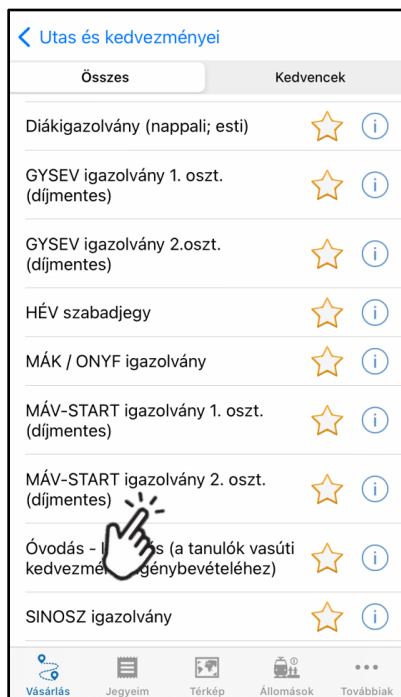 Utas és kedvezményei
Összes Kedvencek
Diákigazolvány (nappali; esti)
GYSEV igazolvány 1. oszt.
(díjmentes)
GYSEV igazolvány 2.oszt.
(díjmentes)
HÉV szabadjegy
MÁK / ONYF igazolvány
MÁV-START igazolvány 1. oszt.
(díjmentes)
MÁV-START igazolvány 2. oszt.
(díjmentes)
Óvodás - (a tanulók vasúti
SINOSZ igazolvány
Vásárlás Jegyeim Térkép Állomások Továbbiak